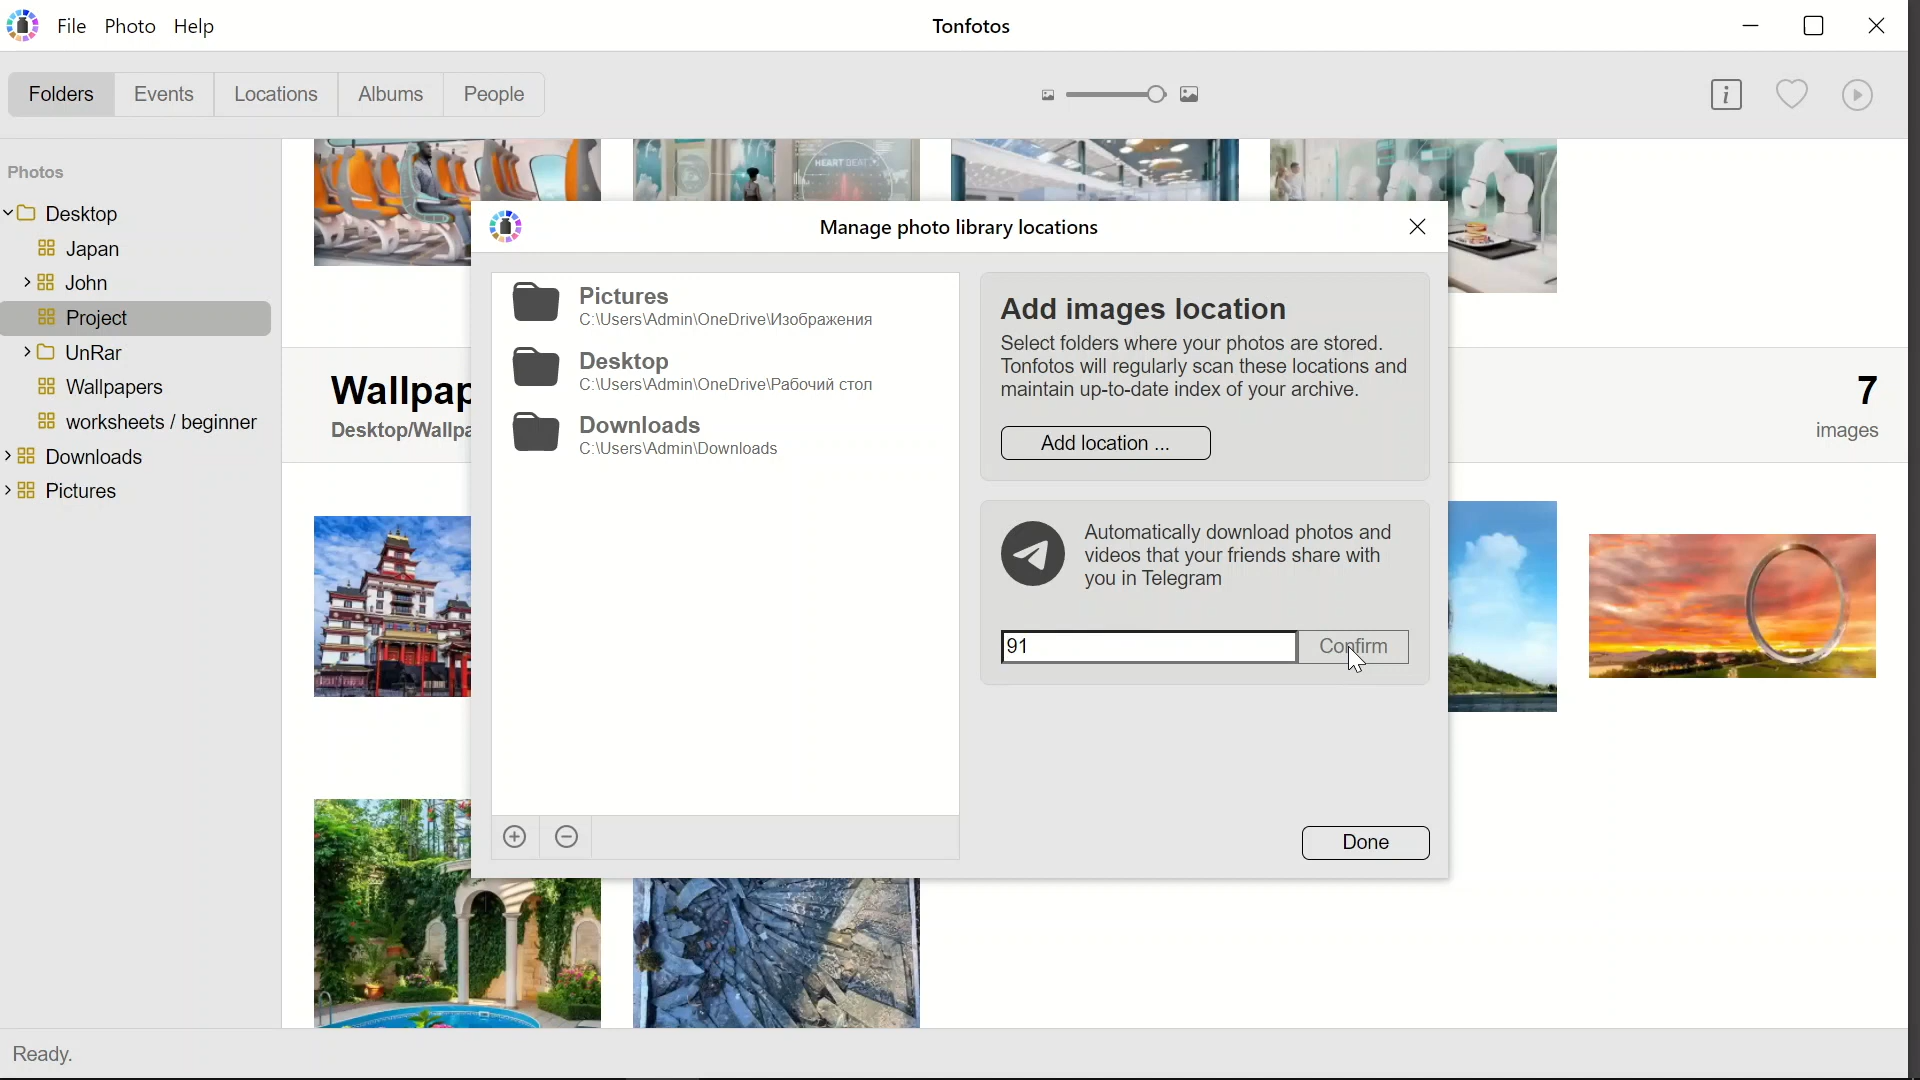 File Photo Help
Tonfotos
Folders
Events
Locations
Albums
People
Photos
Desktop
Japan
John
Project
UnRar
Wallpapers
worksheets / beginner
Downloads
Pictures
HEART BEAT
Wallpap
Desktop/Wallpa
7
images
Manage photo library locations
Pictures
C:\Users\Admin\OneDrive\Изображения
Desktop
C:\Users\Admin\OneDrive\Рабочий стол
Downloads
C:\Users\Admin\Downloads
Add images location
Select folders where your photos are stored.
Tonfotos will regularly scan these locations and
maintain up-to-date index of your archive.
Add location ...
Automatically download photos and
videos that your friends share with
you in Telegram
91
Confirm
Done
Ready.